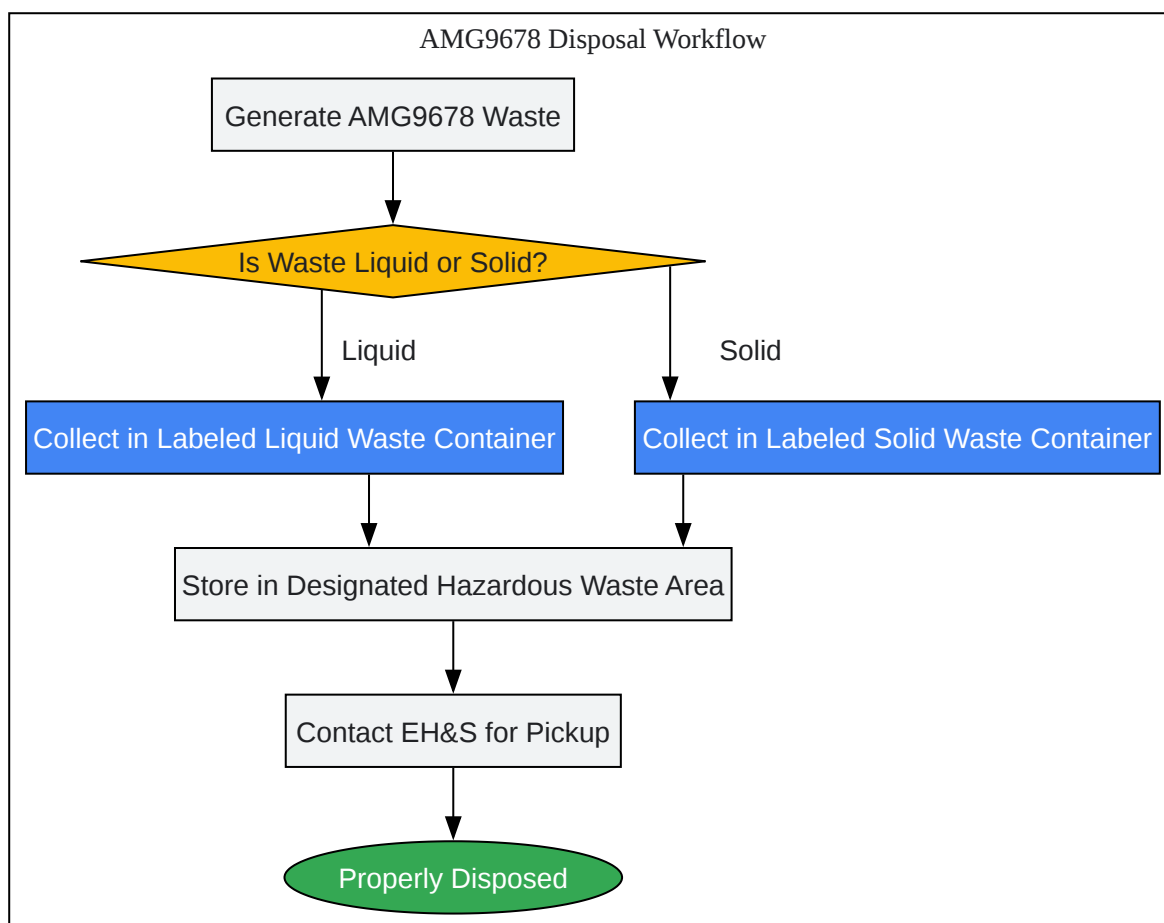 AMG9678 Disposal Workflow
Generate AMG9678 Waste
Is Waste Liquid or Solid?
Liquid
Solid
Collect in Labeled Liquid Waste Container
Collect in Labeled Solid Waste Container
Store in Designated Hazardous Waste Area
Contact EH&S for Pickup
Properly Disposed